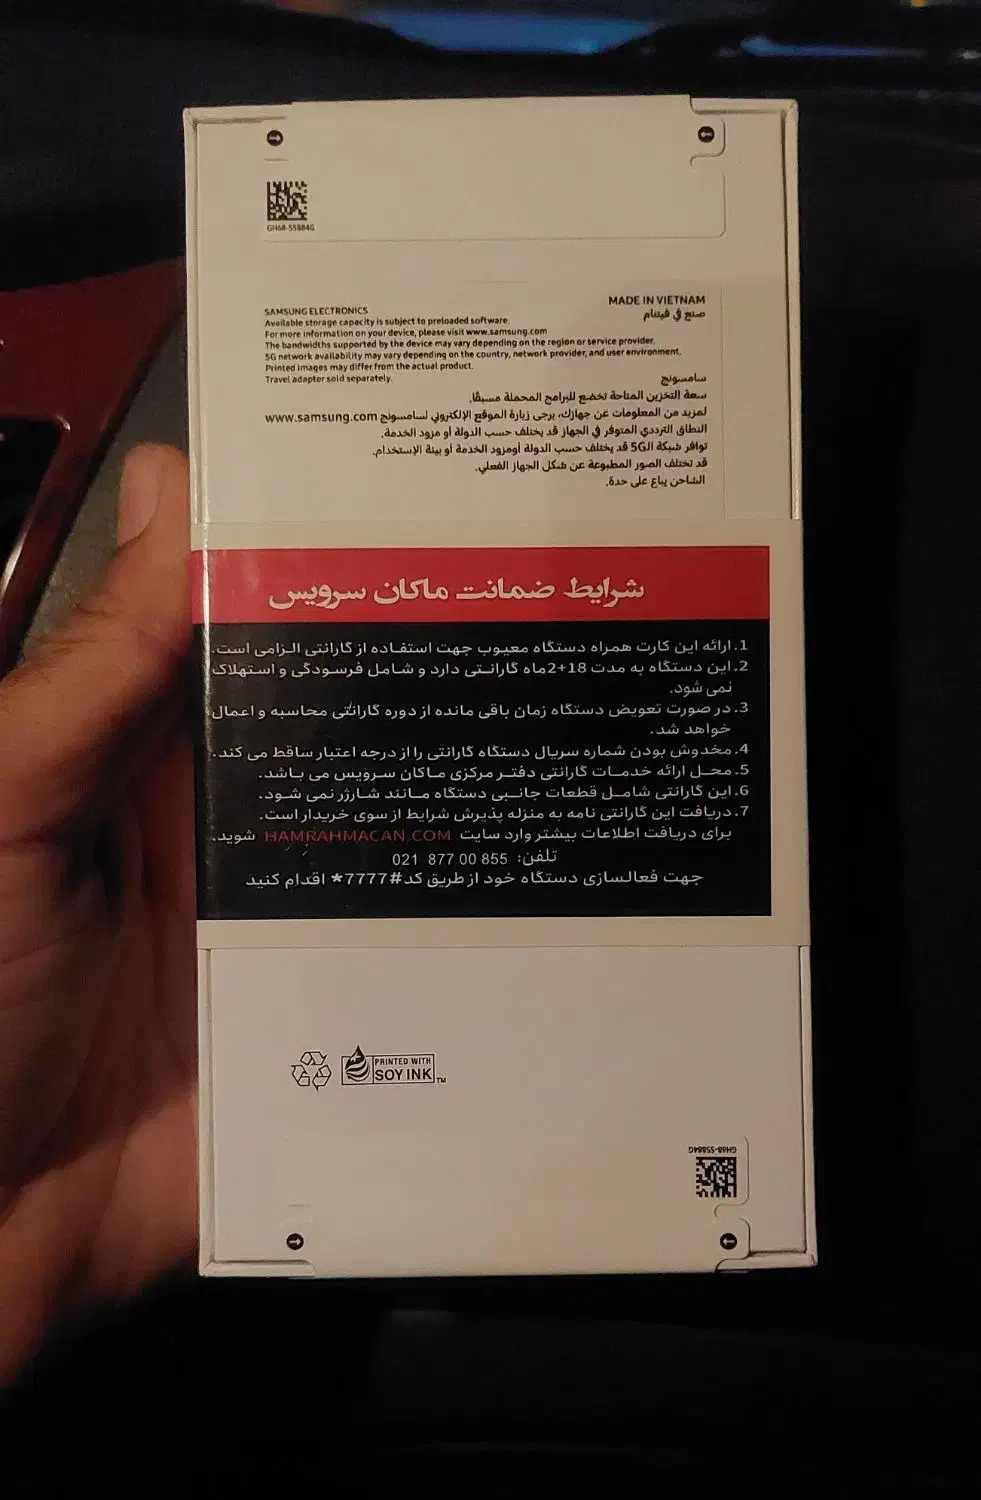 GH68-55884G
SAMSUNG ELECTRONICS
Available storage capacity is subject to preloaded software.
For more information on your device, please visit www.samsung.com
The bandwidths supported by the device may vary depending on the region or service provider.
5G network availability may vary depending on the country, network provider, and user environment.
Printed images may differ from the actual product.
Travel adaptor sold separately.
MADE IN VIETNAM
صنع في فيتنام
سامسونج
سعة التخزين المتاحة تخضع للبرامج المحملة مسبقًا.
لمزيد من المعلومات عن جهازك، يرجى زيارة الموقع الإلكتروني لسامسونج www.samsung.com
النطاق الترددي المتوفر في الجهاز قد يختلف حسب الدولة أو مزود الخدمة.
توافر شبكة الـ5G قد يختلف حسب الدولة أومزود الخدمة أو بيئة الإستخدام.
قد تختلف الصور المطبوعة عن شكل الجهاز الفعلي.
الشاحن يباع على حدة.
شرایط ضمانت ماکان سرویس
1. ارائه این کارت همراه دستگاه معیوب جهت استفاده از گارانتی الزامی است.
2. این دستگاه به مدت 18+2ماه گارانتی دارد و شامل فرسودگی و استهلاک
نمی شود.
3. در صورت تعویض دستگاه زمان باقی مانده از دوره گارانتی محاسبه و اعمال
خواهد شد.
4. مخدوش بودن شماره سریال دستگاه گارانتی را از درجه اعتبار ساقط می کند.
5. محل ارائه خدمات گارانتی دفتر مرکزی ماکان سرویس می باشد.
6. این گارانتی شامل قطعات جانبی دستگاه مانند شارژر نمی شود.
7. دریافت این گارانتی نامه به منزله پذیرش شرایط از سوی خریدار است.
برای دریافت اطلاعات بیشتر وارد سایت HAMRAHMACAN.COM شوید.
تلفن: 021 877 00 855
جهت فعالسازی دستگاه خود از طریق کد #7777* اقدام کنید
PRINTED WITH
SOY INK™
GH68-55884G